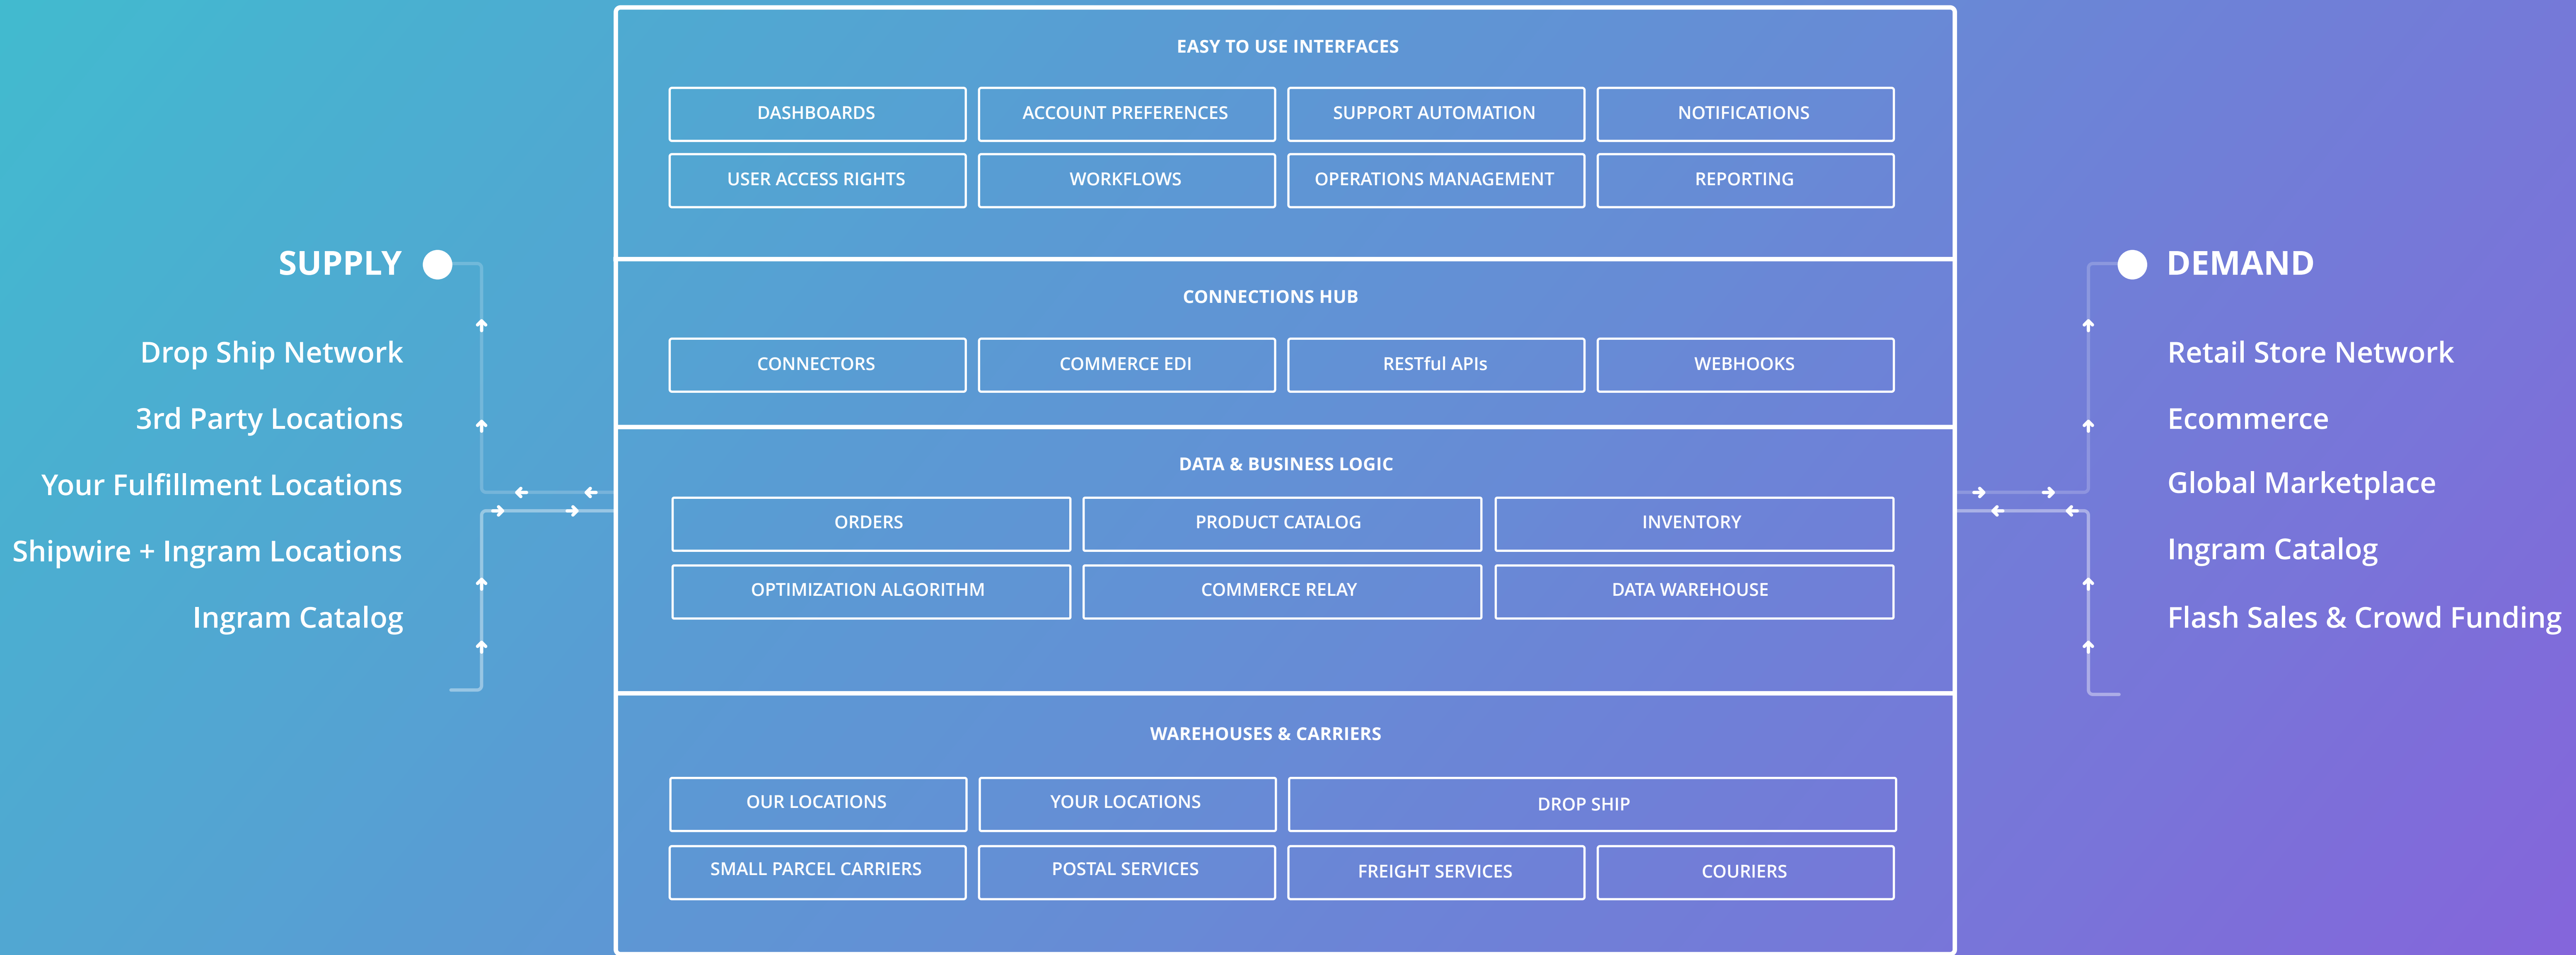 SUPPLY
Drop Ship Network
3rd Party Locations
Your Fulfillment Locations
Shipwire + Ingram Locations
Ingram Catalog
EASY TO USE INTERFACES
DASHBOARDS
ACCOUNT PREFERENCES
SUPPORT AUTOMATION
NOTIFICATIONS
USER ACCESS RIGHTS
WORKFLOWS
OPERATIONS MANAGEMENT
REPORTING
CONNECTIONS HUB
CONNECTORS
COMMERCE EDI
RESTful APIs
WEBHOOKS
DATA & BUSINESS LOGIC
ORDERS
PRODUCT CATALOG
INVENTORY
OPTIMIZATION ALGORITHM
COMMERCE RELAY
DATA WAREHOUSE
WAREHOUSES & CARRIERS
OUR LOCATIONS
YOUR LOCATIONS
DROP SHIP
SMALL PARCEL CARRIERS
POSTAL SERVICES
FREIGHT SERVICES
COURIERS
DEMAND
Retail Store Network
Ecommerce
Global Marketplace
Ingram Catalog
Flash Sales & Crowd Funding